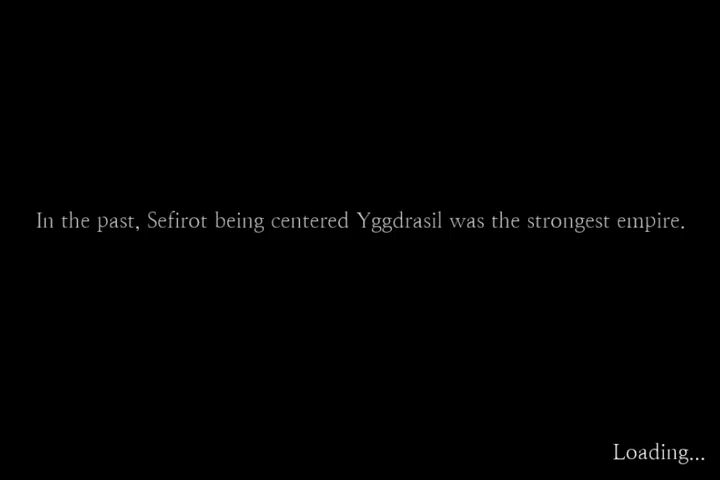 In the past, Sefirot being centered Yggdrasil was the strongest empire.
Loading...